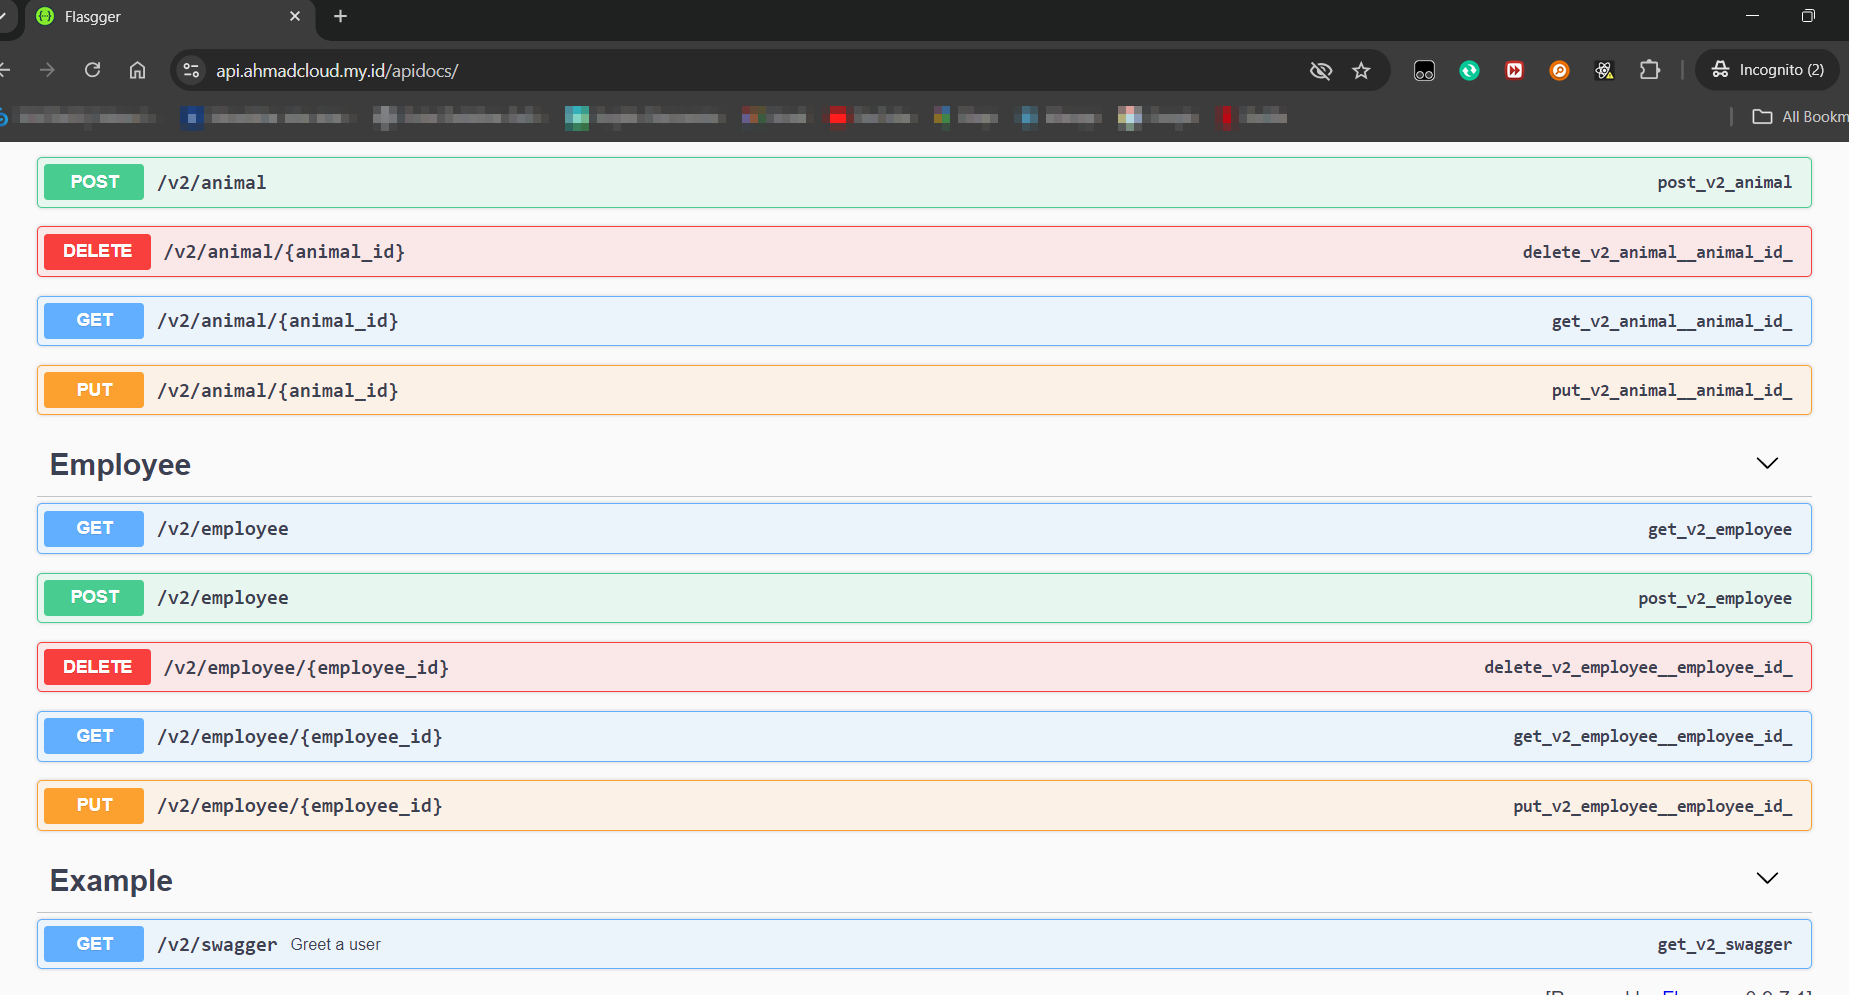 Flasgger
api.ahmadcloud.my.id/apidocs/
Incognito (2)
All Bookm
POST /v2/animal post_v2_animal
DELETE /v2/animal/{animal_id} delete_v2_animal__animal_id_
GET /v2/animal/{animal_id} get_v2_animal__animal_id_
PUT /v2/animal/{animal_id} put_v2_animal__animal_id_
Employee
GET /v2/employee get_v2_employee
POST /v2/employee post_v2_employee
DELETE /v2/employee/{employee_id} delete_v2_employee__employee_id_
GET /v2/employee/{employee_id} get_v2_employee__employee_id_
PUT /v2/employee/{employee_id} put_v2_employee__employee_id_
Example
GET /v2/swagger Greet a user get_v2_swagger